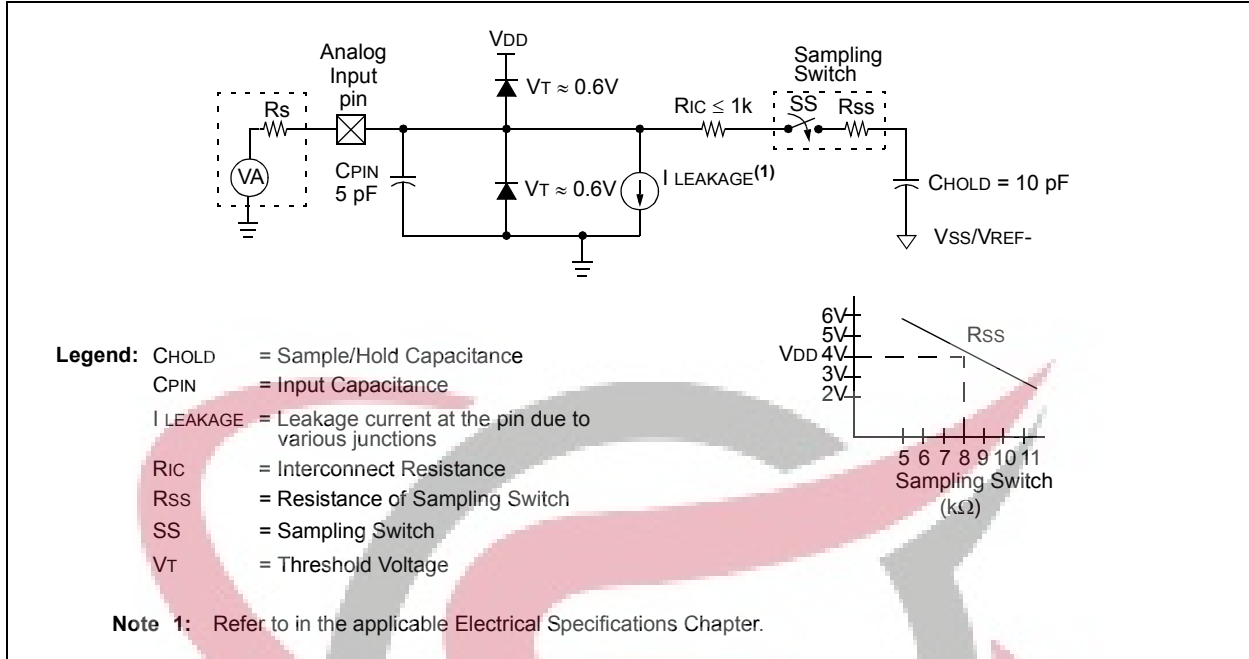 VDD
Analog
Input
pin
Sampling
Switch
VT ≈ 0.6V
RIC ≤ 1k
SS
RSS
Rs
VA
CPIN
5 pF
VT ≈ 0.6V
I LEAKAGE(1)
CHOLD = 10 pF
VSS/VREF-
6V
5V
VDD 4V
3V
2V
RSS
5 6 7 8 9 10 11
Sampling Switch
(kΩ)
Legend: CHOLD = Sample/Hold Capacitance
CPIN = Input Capacitance
I LEAKAGE = Leakage current at the pin due to
various junctions
RIC = Interconnect Resistance
RSS = Resistance of Sampling Switch
SS = Sampling Switch
VT = Threshold Voltage
Note 1: Refer to in the applicable Electrical Specifications Chapter.